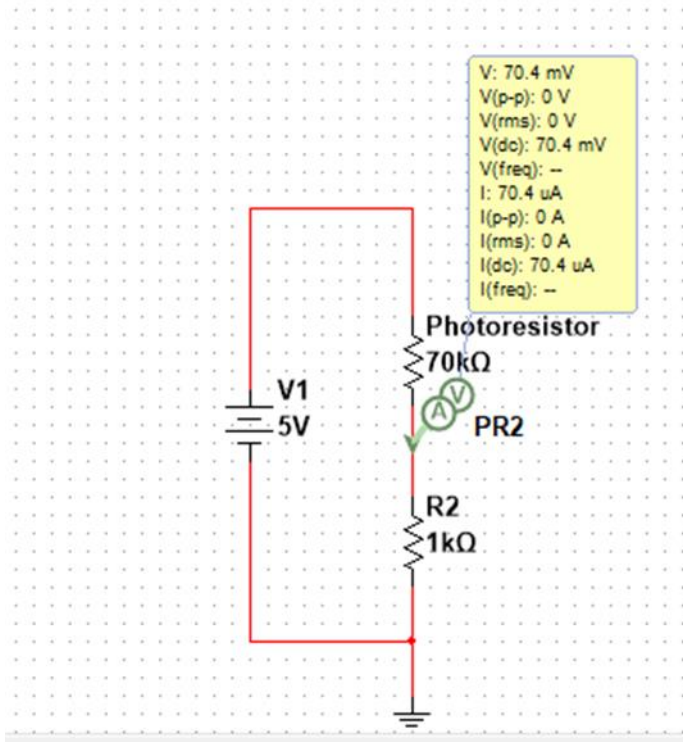 V: 70.4 mV
V(p-p): 0 V
V(rms): 0 V
V(dc): 70.4 mV
V(freq): --
I: 70.4 uA
I(p-p): 0 A
I(rms): 0 A
I(dc): 70.4 uA
I(freq): --
Photoresistor
70kΩ
V1
5V
V
A
PR2
R2
1kΩ